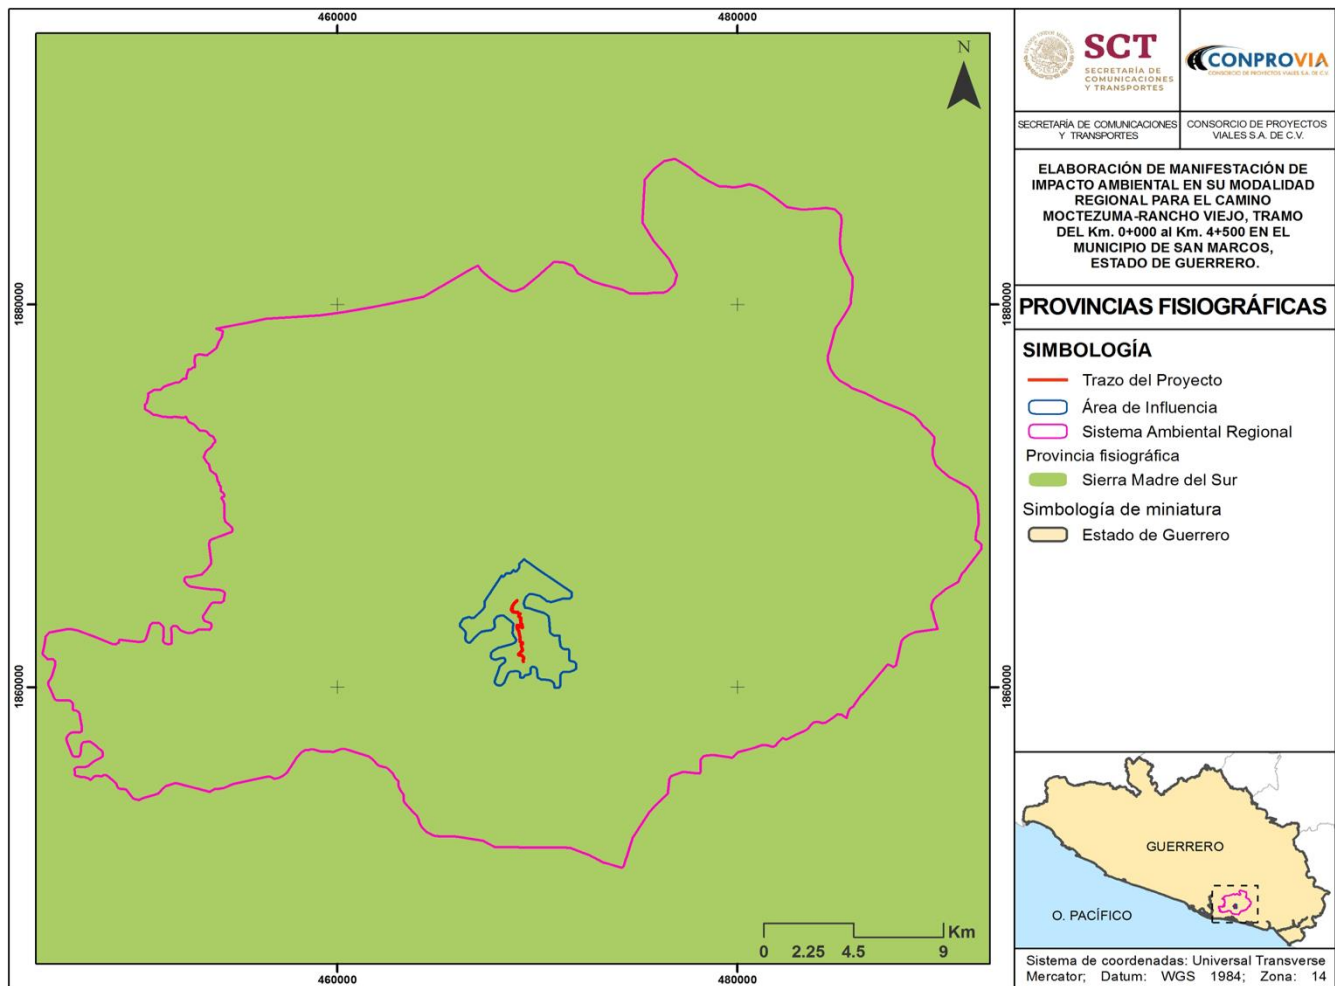 460000
480000
N
1880000
1880000
1860000
1860000
Km
0
2.25
4.5
9
460000
480000
SCT
SECRETARÍA DE
COMUNICACIONES
Y TRANSPORTES
CONPROVIA
CONSORCIO DE PROYECTOS VIALES S.A. DE C.V.
SECRETARÍA DE COMUNICACIONES
Y TRANSPORTES
CONSORCIO DE PROYECTOS
VIALES S.A. DE C.V.
ELABORACIÓN DE MANIFESTACIÓN DE
IMPACTO AMBIENTAL EN SU MODALIDAD
REGIONAL PARA EL CAMINO
MOCTEZUMA-RANCHO VIEJO, TRAMO
DEL Km. 0+000 al Km. 4+500 EN EL
MUNICIPIO DE SAN MARCOS,
ESTADO DE GUERRERO.
PROVINCIAS FISIOGRÁFICAS
SIMBOLOGÍA
Trazo del Proyecto
Área de Influencia
Sistema Ambiental Regional
Provincia fisiográfica
Sierra Madre del Sur
Simbología de miniatura
Estado de Guerrero
GUERRERO
O. PACÍFICO
Sistema de coordenadas: Universal Transverse
Mercator; Datum: WGS 1984; Zona: 14